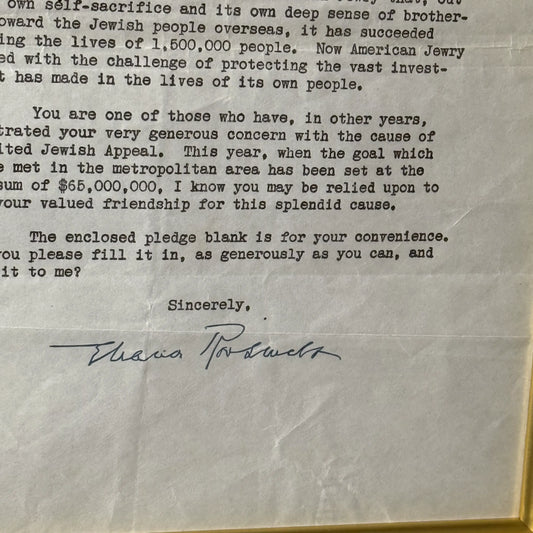 own self-sacrifice and its own deep sense of brother-
oward the Jewish people overseas, it has succeeded
ing the lives of 1,500,000 people. Now American Jewry
ed with the challenge of protecting the vast invest-
t has made in the lives of its own people.
You are one of those who have, in other years,
trated your very generous concern with the cause of
ited Jewish Appeal. This year, when the goal which
e met in the metropolitan area has been set at the
sum of $65,000,000, I know you may be relied upon to
your valued friendship for this splendid cause.
The enclosed pledge blank is for your convenience.
ou please fill it in, as generously as you can, and
it to me?
Sincerely,
Eleanor Roosevelt